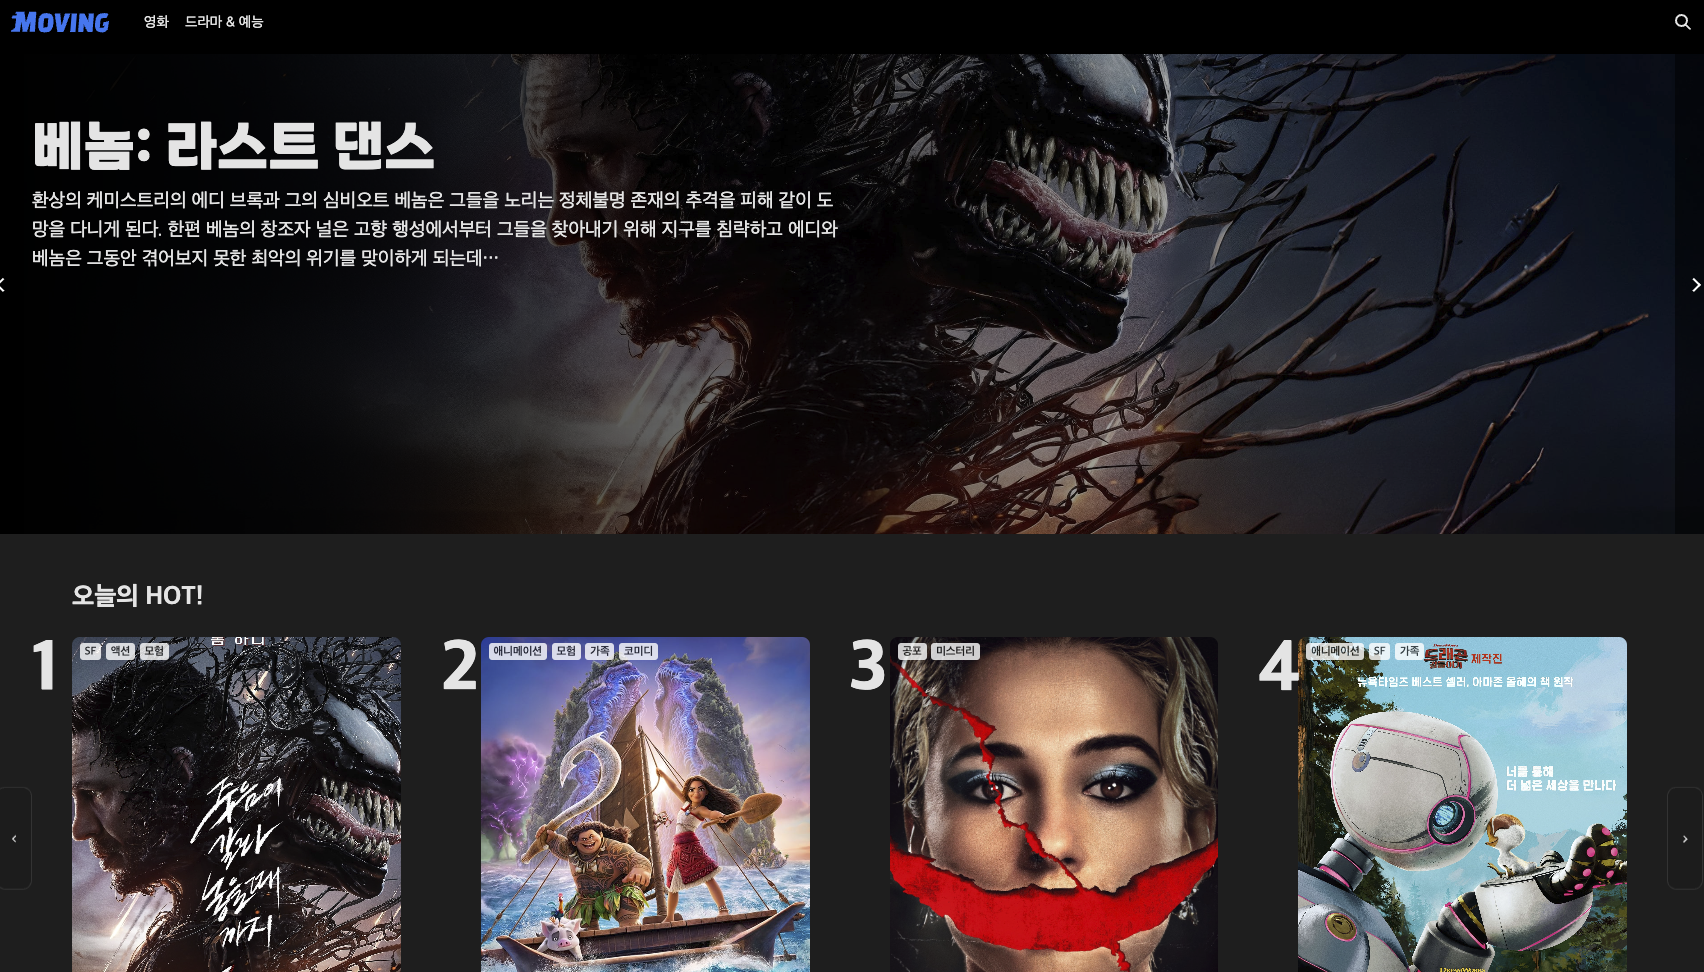 MOVING
영화 드라마 & 예능
베놈: 라스트 댄스
환상의 케미스트리의 에디 브록과 그의 심비오트 베놈은 그들을 노리는 정체불명 존재의 추격을 피해 같이 도
망을 다니게 된다. 한편 베놈의 창조자 널은 고향 행성에서부터 그들을 찾아내기 위해 지구를 침략하고 에디와
베놈은 그동안 겪어보지 못한 최악의 위기를 맞이하게 되는데…
오늘의 HOT!
1
SF 액션 모험
죽음이
갈라
놓을 때
까지
2
애니메이션 모험 가족 코미디
3
공포 미스터리
4
애니메이션 SF 가족
드래곤
길들이기 제작진
뉴욕타임즈 베스트 셀러, 아마존 올해의 책 원작
너를 통해
더 넓은 세상을 만나다